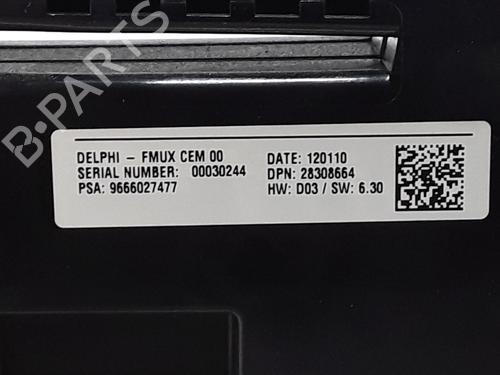 B-PARTS
DELPHI - FMUX CEM 00 DATE: 120110
SERIAL NUMBER: 00030244 DPN: 28308664
PSA: 9666027477 HW: D03 / SW: 6.30